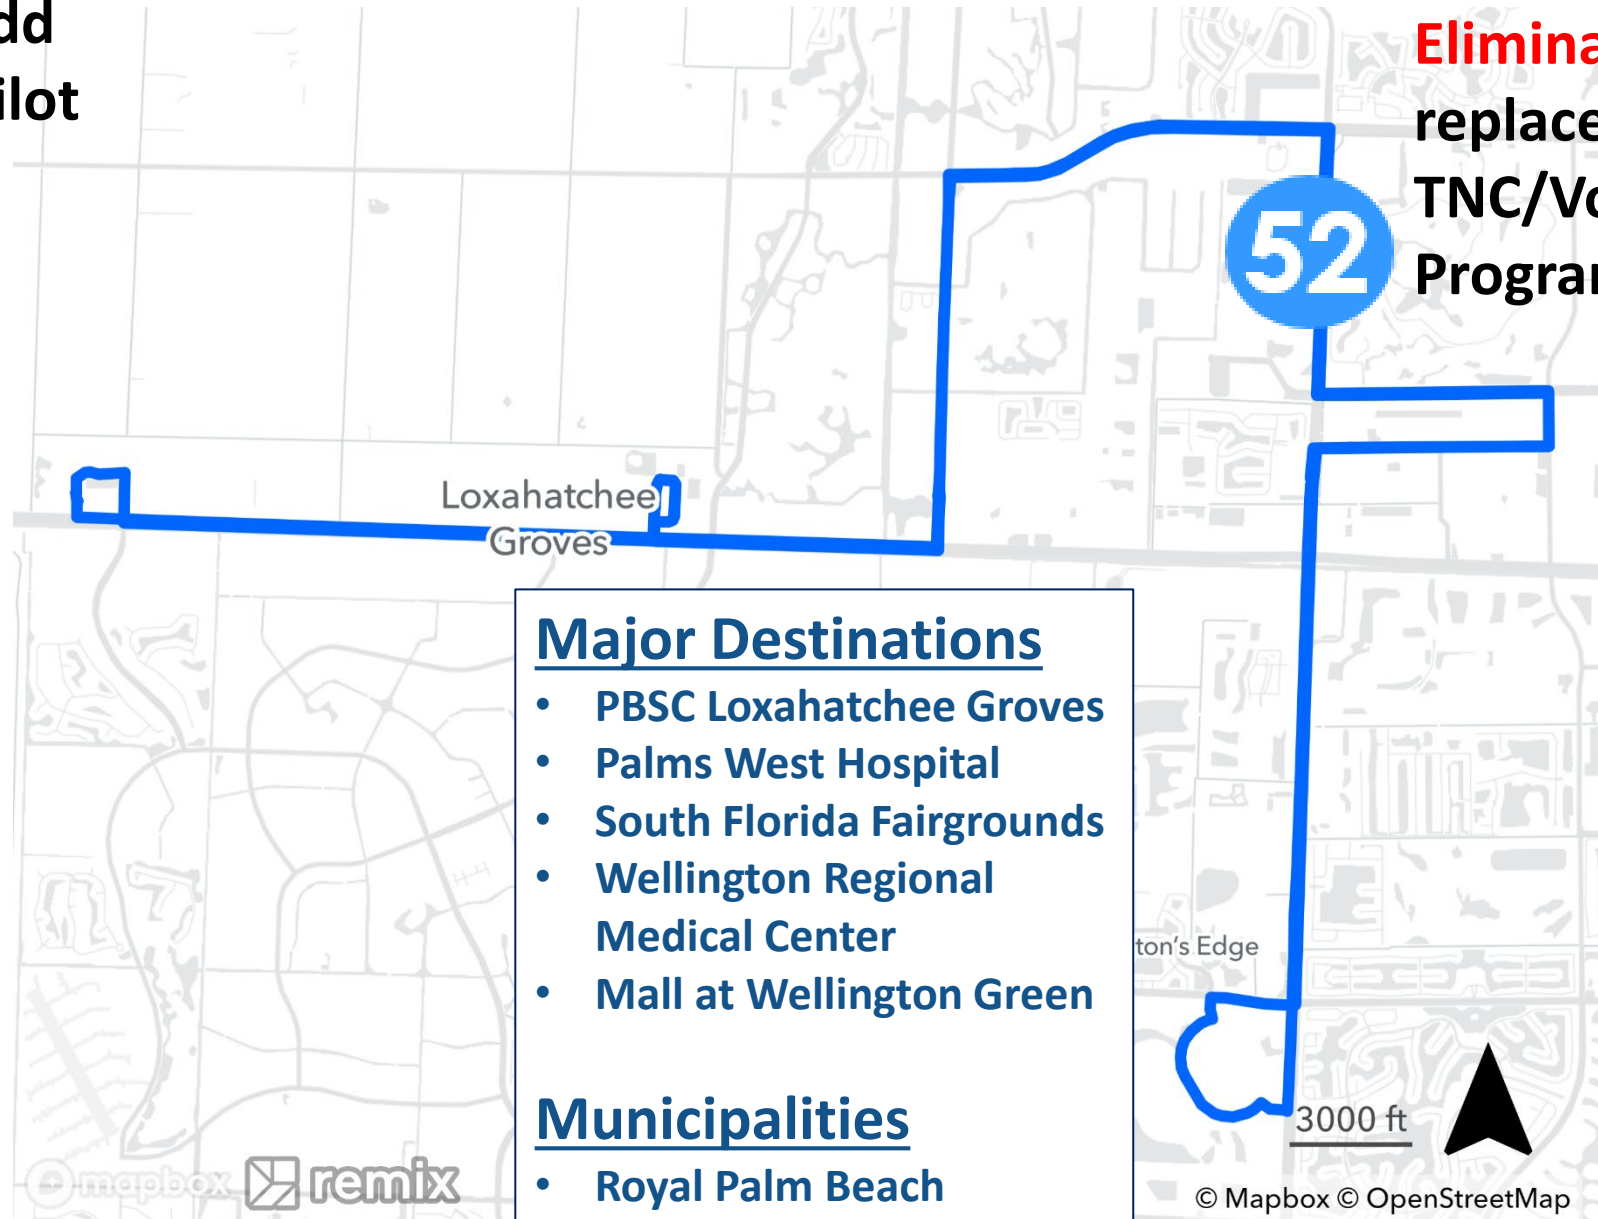 dd
ilot
Elimina
replace
TNC/Vo
Progra
52
Loxahatchee
Groves
Major Destinations
• PBSC Loxahatchee Groves
• Palms West Hospital
• South Florida Fairgrounds
• Wellington Regional
Medical Center
• Mall at Wellington Green
Municipalities
• Royal Palm Beach
ton's Edge
3000 ft
mapbox remix
© Mapbox © OpenStreetMap